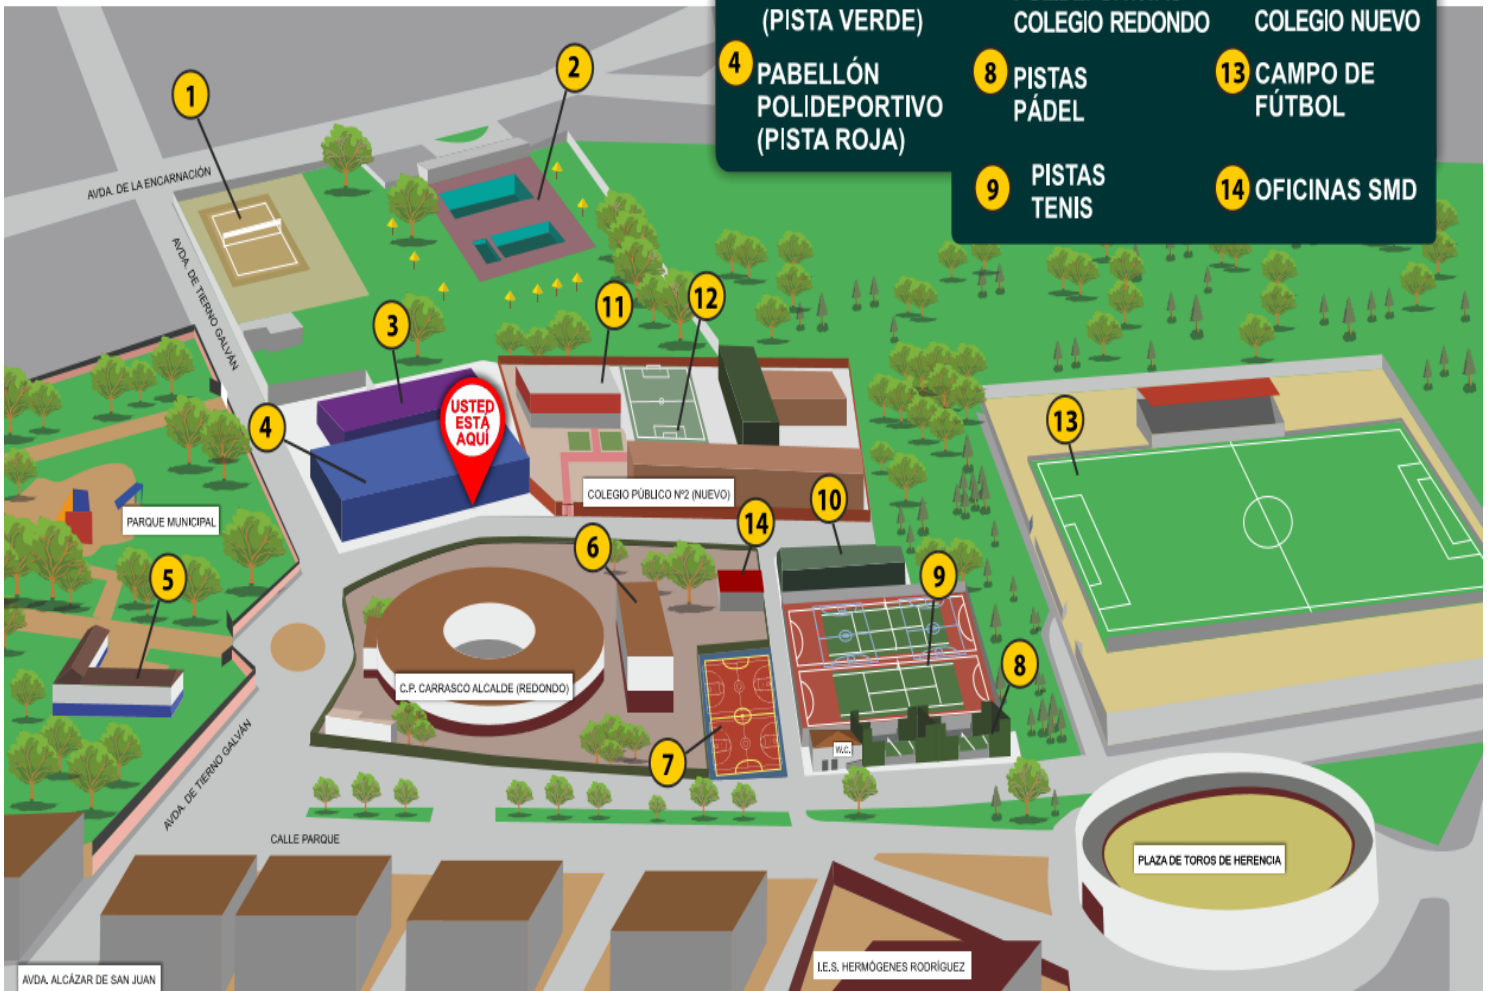 (PISTA VERDE)
COLEGIO REDONDO
COLEGIO NUEVO
4 PABELLÓN
POLIDEPORTIVO
(PISTA ROJA)
8 PISTAS
PÁDEL
13 CAMPO DE
FÚTBOL
9 PISTAS
TENIS
14 OFICINAS SMD
1
2
AVDA. DE LA ENCARNACIÓN
AVDA. DE TIERNO GALVÁN
3
11
12
4
USTED
ESTÁ
AQUÍ
13
COLEGIO PÚBLICO Nº2 (NUEVO)
PARQUE MUNICIPAL
10
14
6
5
9
8
C.P. CARRASCO ALCALDE (REDONDO)
7
W.C.
AVDA. DE TIERNO GALVÁN
CALLE PARQUE
PLAZA DE TOROS DE HERENCIA
I.E.S. HERMÓGENES RODRÍGUEZ
AVDA. ALCÁZAR DE SAN JUAN